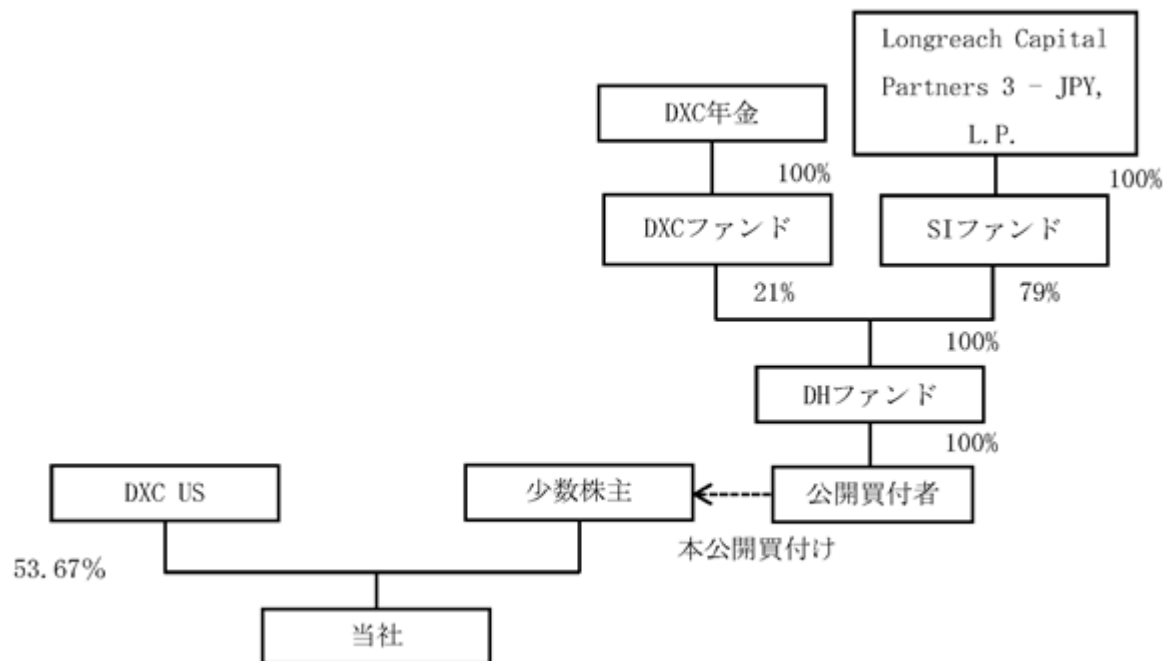 Longreach Capital
Partners 3 - JPY,
L.P.
DXC年金
100%
100%
DXCファンド
SIファンド
21%
79%
100%
DHファンド
100%
DXC US
少数株主
公開買付者
本公開買付け
53.67%
当社